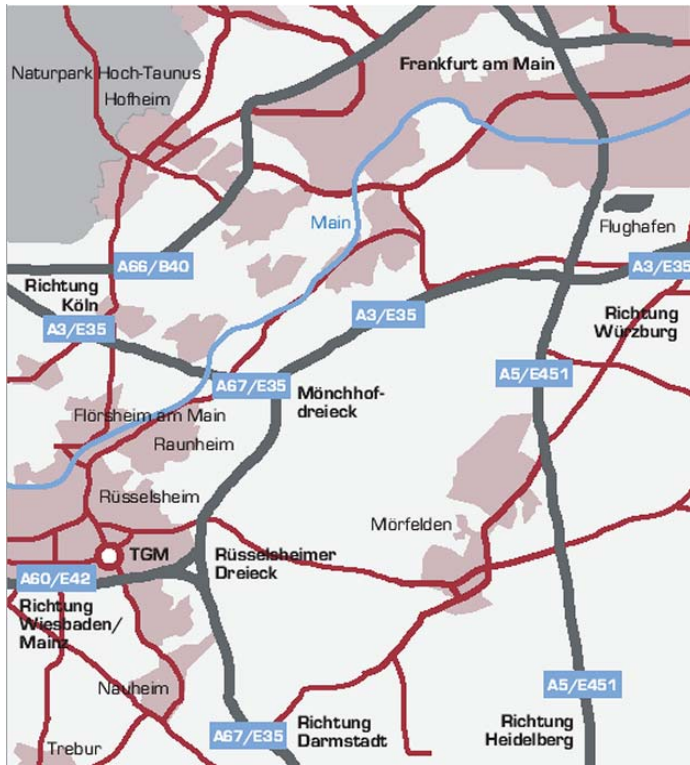 Frankfurt am Main
Naturpark Hoch-Taunus
Hofheim
Main
Flughafen
A66/B40
A3/E35
Richtung
Köln
A3/E35
A3/E35
Richtung
Würzburg
A67/E35
A5/E451
Mönchhof-
dreieck
Flörsheim am Main
Raunheim
Rüsselsheim
Mörfelden
TGM
Rüsselsheimer
Dreieck
A60/E42
Richtung
Wiesbaden/
Mainz
Nauheim
A5/E451
A67/E35
Richtung
Darmstadt
Richtung
Heidelberg
Trebur